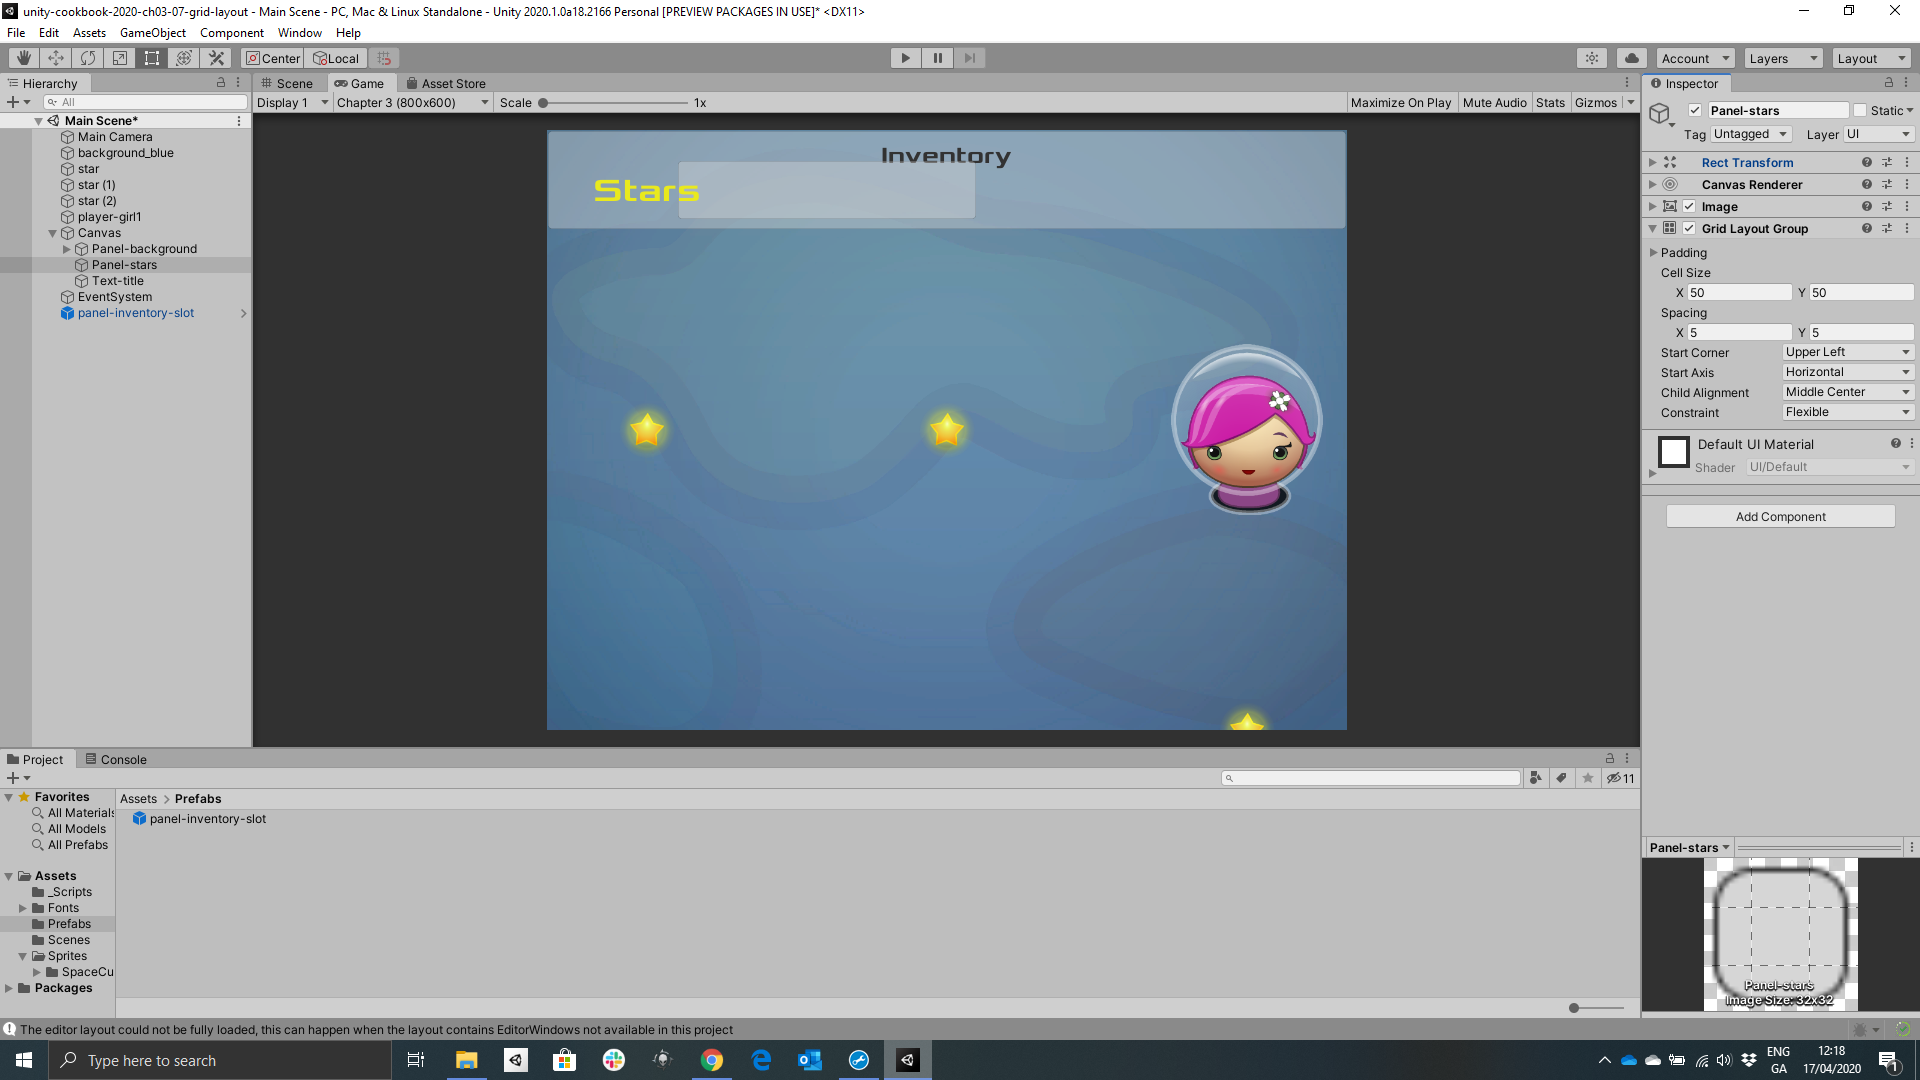 unity-cookbook-2020-ch03-07-grid-layout - Main Scene - PC, Mac & Linux Standalone - Unity 2020.1.0a18.2166 Personal [PREVIEW PACKAGES IN USE]* <DX11>
File Edit Assets GameObject Component Window Help
Center Local Account Layers Layout
Hierarchy Scene Game Asset Store Inspector
All Display 1 Chapter 3 (800x600) Scale 1x Maximize On Play Mute Audio Stats Gizmos
Panel-stars Static
Main Scene*
Tag Untagged Layer UI
Main Camera
background_blue
star
star (1)
star (2)
player-girl1
Canvas
Panel-background
Panel-stars
Text-title
EventSystem
panel-inventory-slot
Inventory
Stars
Rect Transform
Canvas Renderer
Image
Grid Layout Group
Padding
Cell Size
X 50 Y 50
Spacing
X 5 Y 5
Start Corner Upper Left
Start Axis Horizontal
Child Alignment Middle Center
Constraint Flexible
Default UI Material
Shader UI/Default
Add Component
Project Console
11
Favorites
All Materials
All Models
All Prefabs
Assets
_Scripts
Fonts
Prefabs
Scenes
Sprites
SpaceCu
Packages
Assets > Prefabs
panel-inventory-slot
Panel-stars
Panel-stars
Image Size: 32x32
The editor layout could not be fully loaded, this can happen when the layout contains EditorWindows not available in this project
Type here to search
ENG
GA
12:18
17/04/2020
1